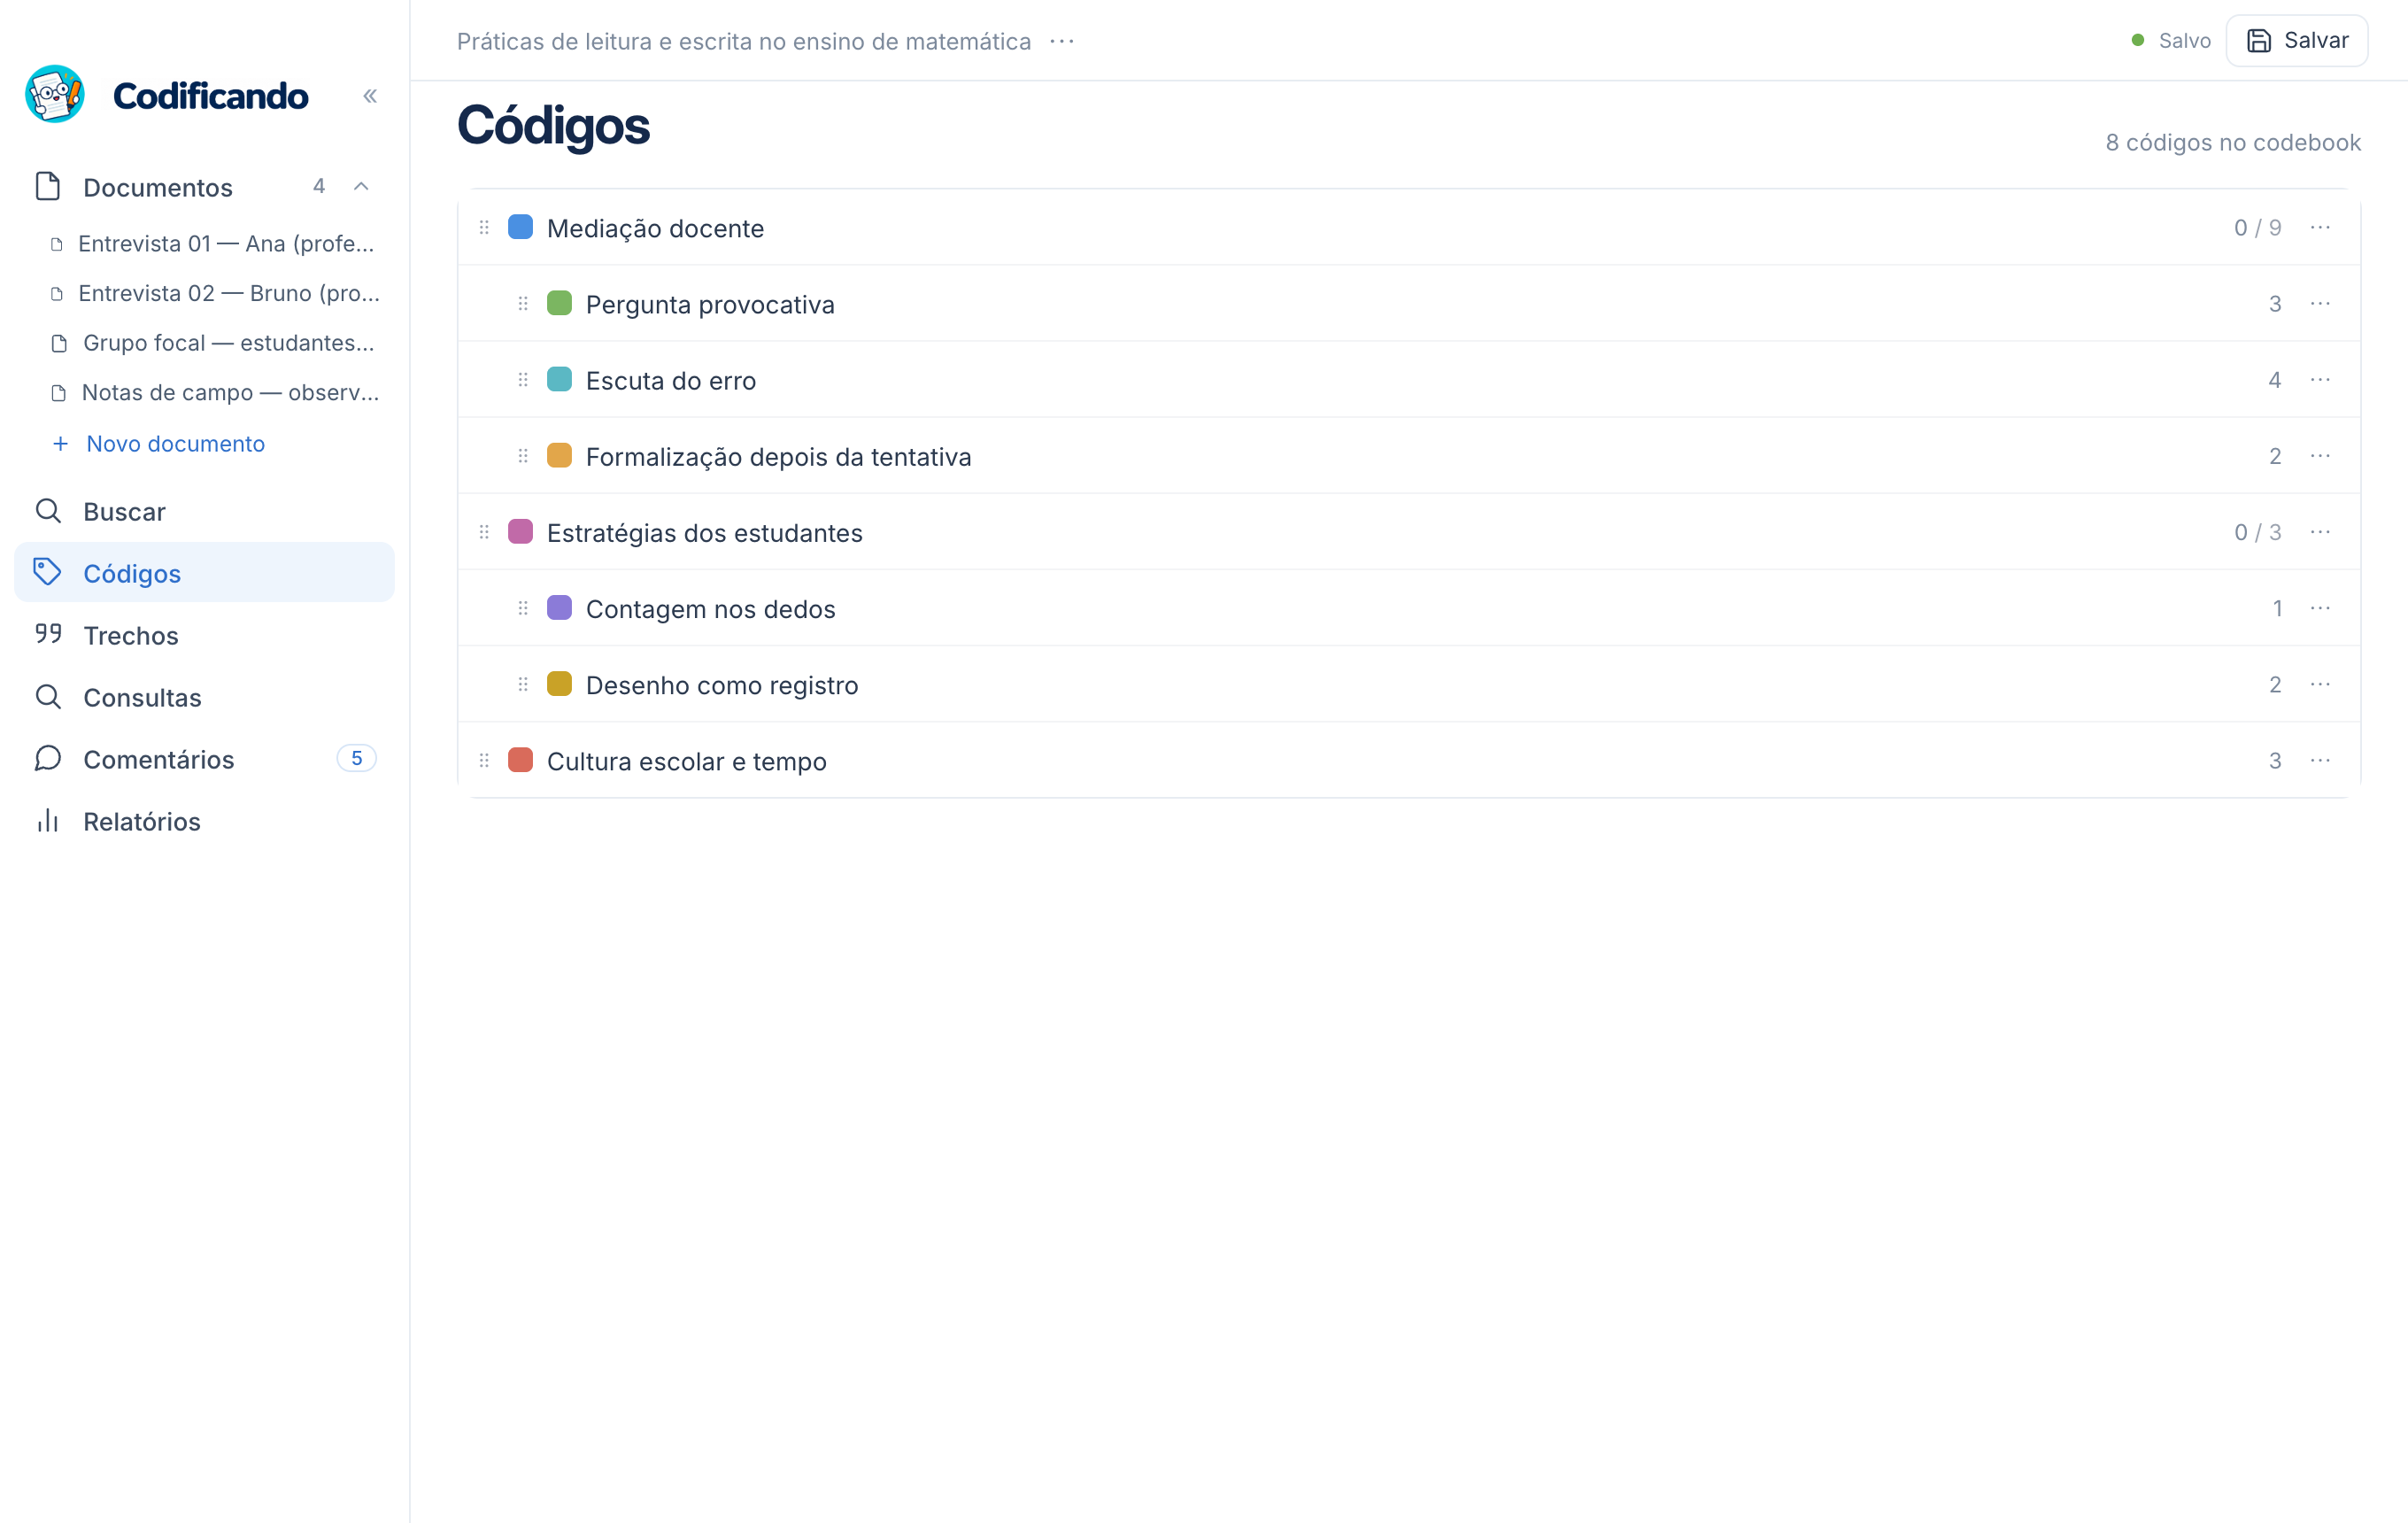 Codificando
«
Documentos 4
Entrevista 01 — Ana (profe...
Entrevista 02 — Bruno (pro...
Grupo focal — estudantes...
Notas de campo — observ...
+ Novo documento
Buscar
Códigos
Trechos
Consultas
Comentários 5
Relatórios
Práticas de leitura e escrita no ensino de matemática ···
Salvo
Salvar
Códigos
8 códigos no codebook
Mediação docente 0 / 9 ···
Pergunta provocativa 3 ···
Escuta do erro 4 ···
Formalização depois da tentativa 2 ···
Estratégias dos estudantes 0 / 3 ···
Contagem nos dedos 1 ···
Desenho como registro 2 ···
Cultura escolar e tempo 3 ···